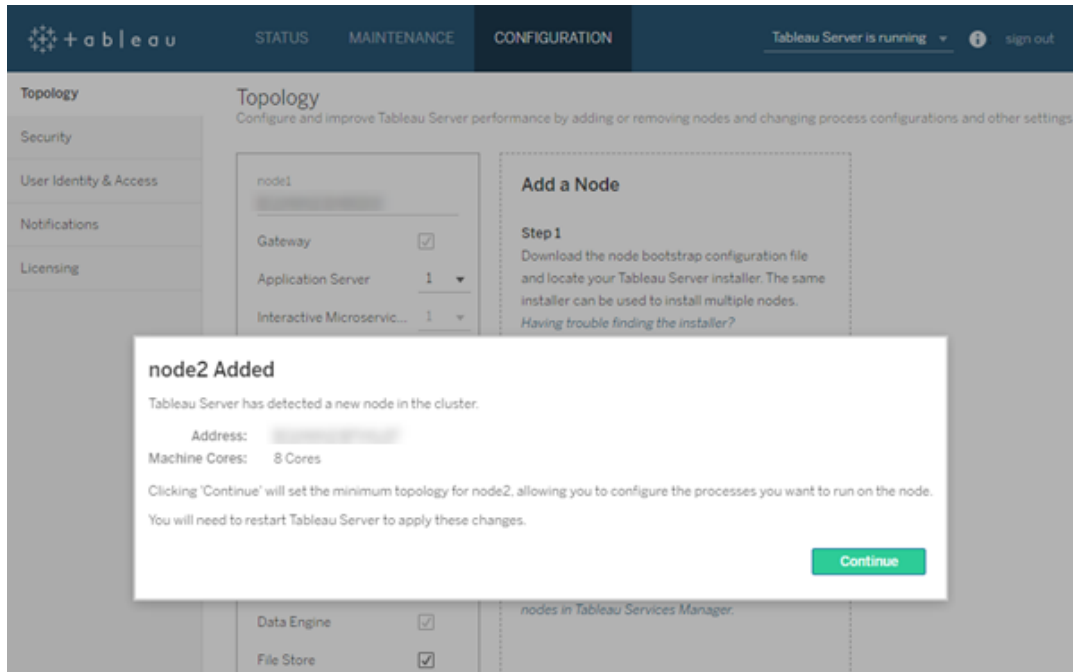 +ableau
STATUS MAINTENANCE CONFIGURATION Tableau Server is running sign out
Topology
Security
User Identity & Access
Notifications
Licensing
Topology
Configure and improve Tableau Server performance by adding or removing nodes and changing process configurations and other settings
node1
Gateway
Application Server 1
Interactive Microservic... 1
Add a Node
Step 1
Download the node bootstrap configuration file
and locate your Tableau Server installer. The same
installer can be used to install multiple nodes.
Having trouble finding the installer?
node2 Added
Tableau Server has detected a new node in the cluster.
Address:
Machine Cores: 8 Cores
Clicking 'Continue' will set the minimum topology for node2, allowing you to configure the processes you want to run on the node.
You will need to restart Tableau Server to apply these changes.
Continue
Data Engine
File Store
nodes in Tableau Services Manager.